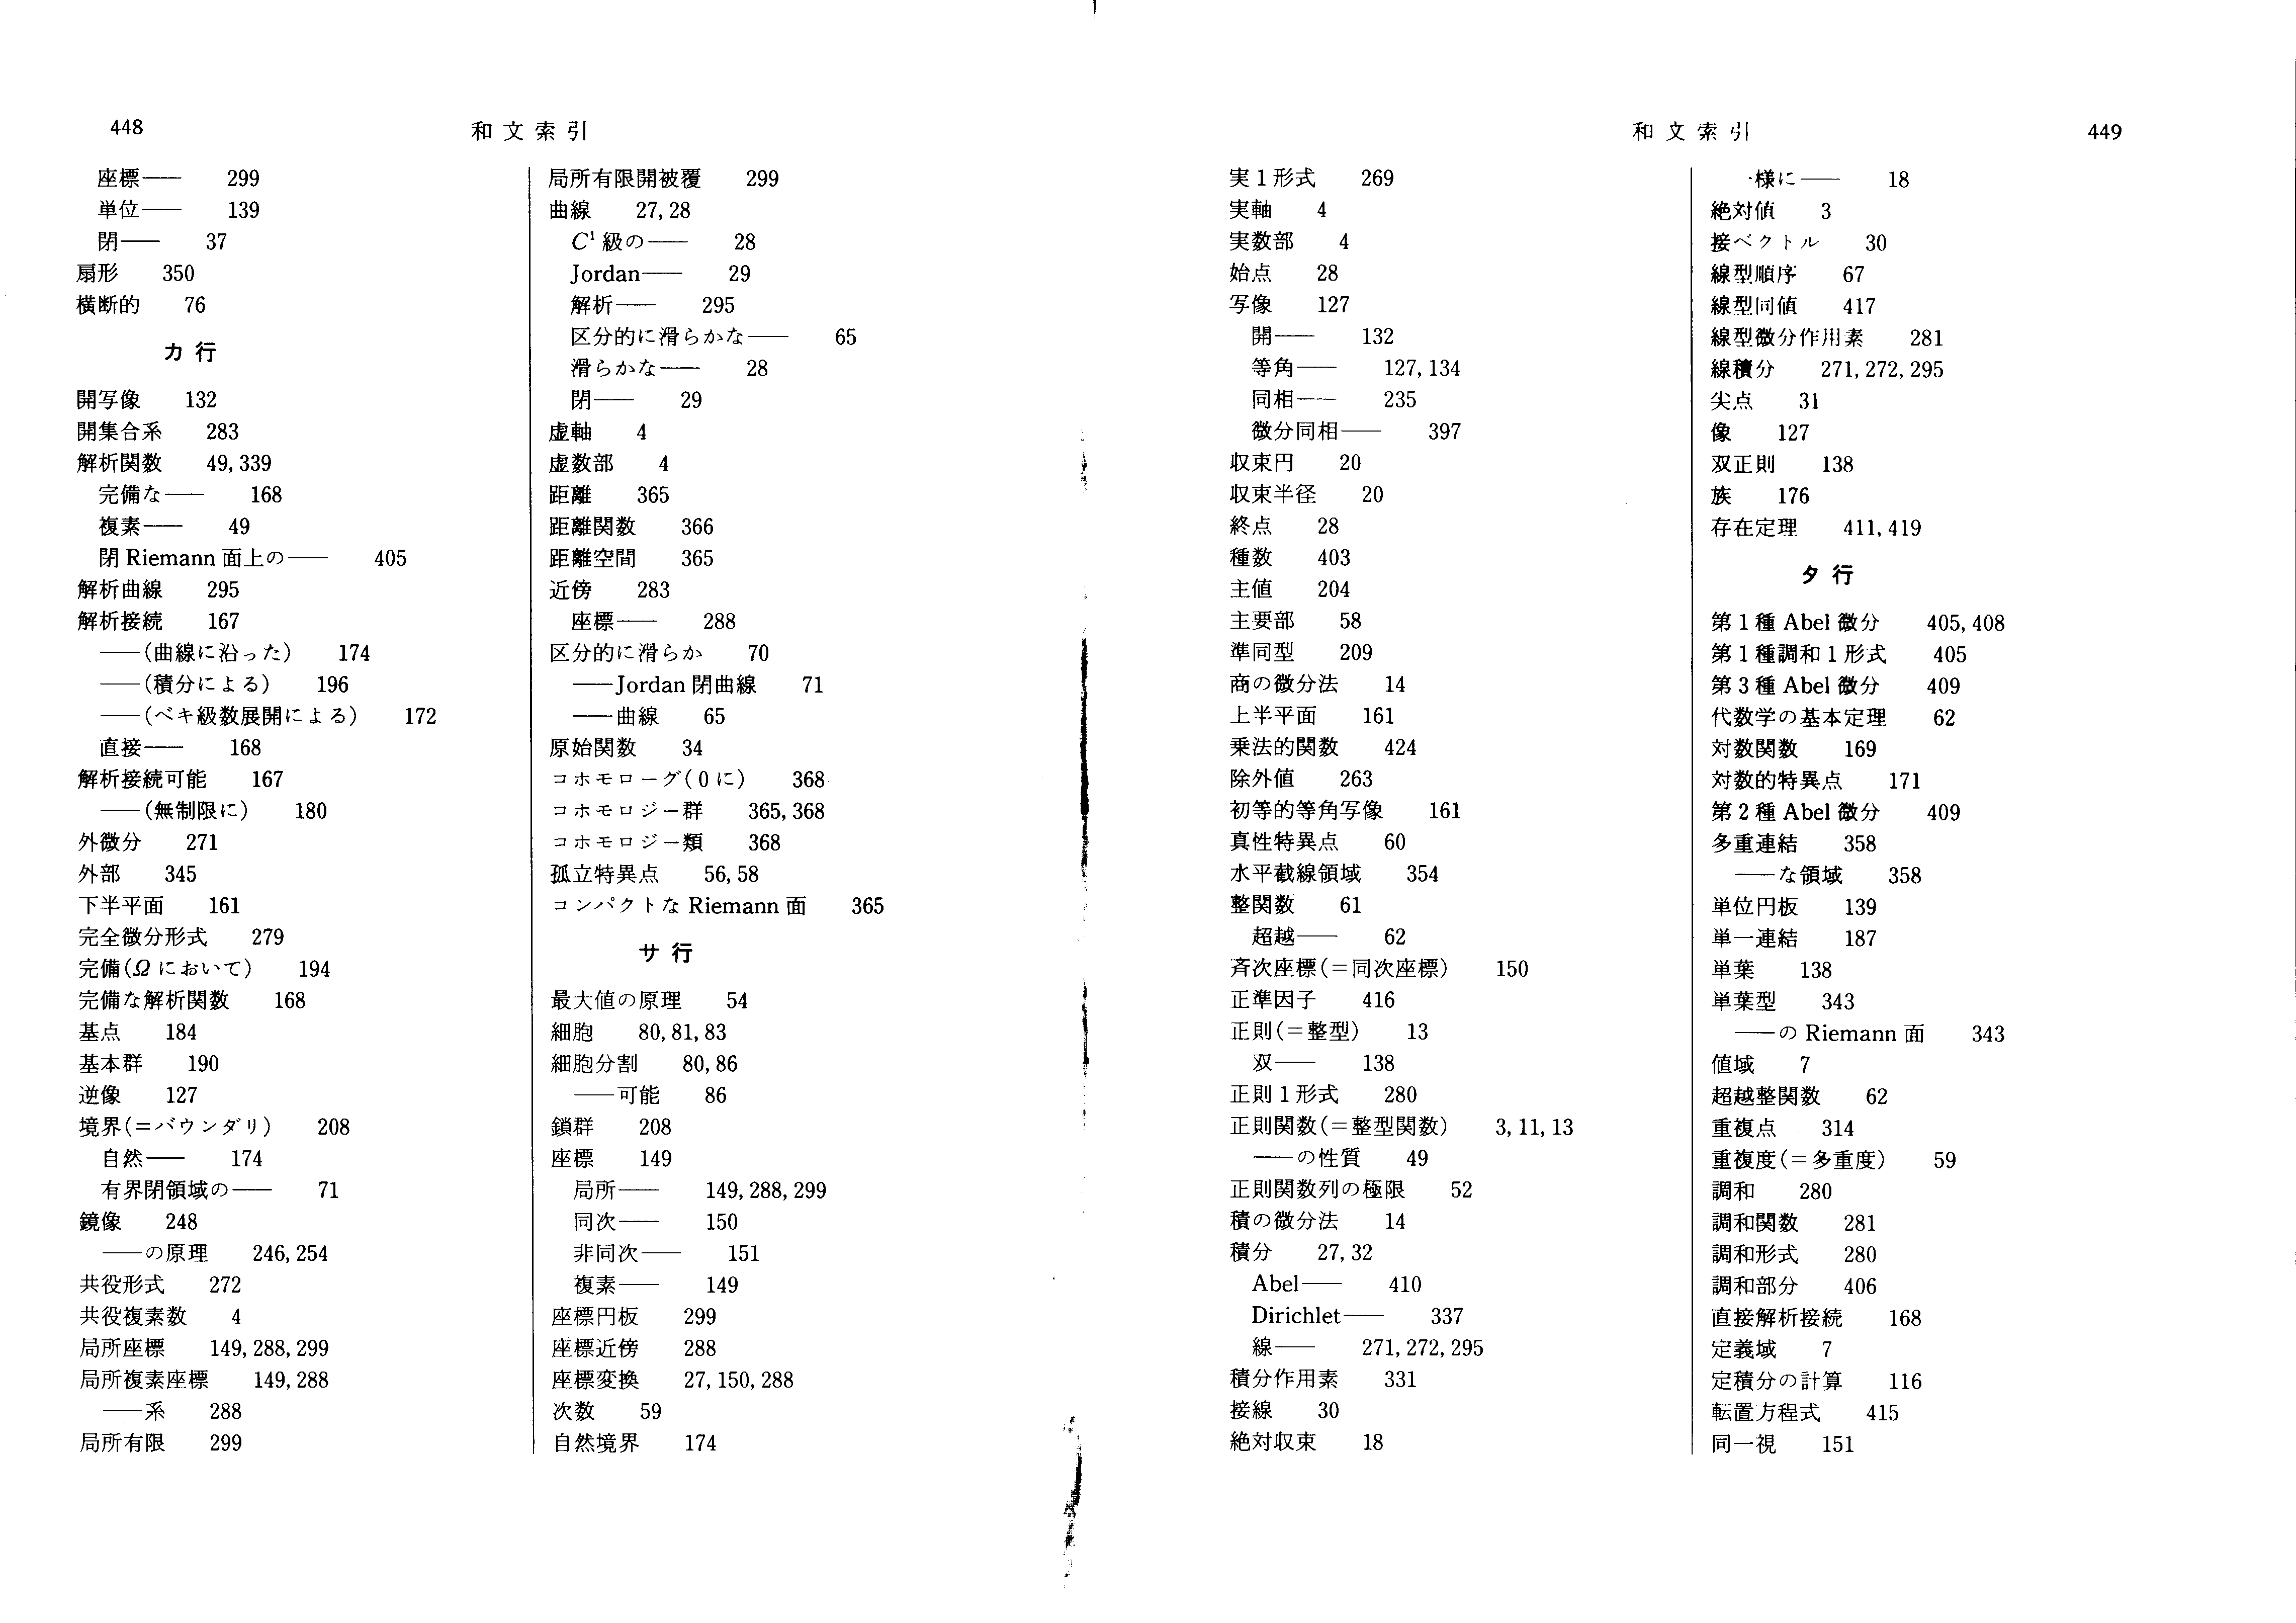 448
和文索引
座標―― 299
単位―― 139
閉―― 37
扇形 350
横断的 76
カ行
開写像 132
開集合系 283
解析関数 49, 339
完備な―― 168
複素―― 49
閉 Riemann 面上の―― 405
解析曲線 295
解析接続 167
――(曲線に沿った) 174
――(積分による) 196
――(ベキ級数展開による) 172
直接―― 168
解析接続可能 167
――(無制限に) 180
外微分 271
外部 345
下半平面 161
完全微分形式 279
完備(Ωにおいて) 194
完備な解析関数 168
基点 184
基本群 190
逆像 127
境界(=バウンダリ) 208
自然―― 174
有界閉領域の―― 71
鏡像 248
――の原理 246, 254
共役形式 272
共役複素数 4
局所座標 149, 288, 299
局所複素座標 149, 288
――系 288
局所有限 299
局所有限開被覆 299
曲線 27, 28
C¹ 級の―― 28
Jordan―― 29
解析―― 295
区分的に滑らかな―― 65
滑らかな―― 28
閉―― 29
虚軸 4
虚数部 4
距離 365
距離関数 366
距離空間 365
近傍 283
座標―― 288
区分的に滑らか 70
――Jordan 閉曲線 71
――曲線 65
原始関数 34
コホモローグ(0 に) 368
コホモロジー群 365, 368
コホモロジー類 368
孤立特異点 56, 58
コンパクトな Riemann 面 365
サ行
最大値の原理 54
細胞 80, 81, 83
細胞分割 80, 86
――可能 86
鎖群 208
座標 149
局所―― 149, 288, 299
同次―― 150
非同次―― 151
複素―― 149
座標円板 299
座標近傍 288
座標変換 27, 150, 288
次数 59
自然境界 174
和文索引
449
実 1 形式 269
実軸 4
実数部 4
始点 28
写像 127
開―― 132
等角―― 127, 134
同相―― 235
微分同相―― 397
収束円 20
収束半径 20
終点 28
種数 403
主値 204
主要部 58
準同型 209
商の微分法 14
上半平面 161
乗法的関数 424
除外値 263
初等的等角写像 161
真性特異点 60
水平截線領域 354
整関数 61
超越―― 62
斉次座標(=同次座標) 150
正準因子 416
正則(=整型) 13
双―― 138
正則 1 形式 280
正則関数(=整型関数) 3, 11, 13
――の性質 49
正則関数列の極限 52
積の微分法 14
積分 27, 32
Abel―― 410
Dirichlet―― 337
線―― 271, 272, 295
積分作用素 331
接線 30
絶対収束 18
様に―― 18
絶対値 3
接ベクトル 30
線型順序 67
線型同値 417
線型微分作用素 281
線積分 271, 272, 295
尖点 31
像 127
双正則 138
族 176
存在定理 411, 419
タ行
第 1 種 Abel 微分 405, 408
第 1 種調和 1 形式 405
第 3 種 Abel 微分 409
代数学の基本定理 62
対数関数 169
対数的特異点 171
第 2 種 Abel 微分 409
多重連結 358
――な領域 358
単位円板 139
単一連結 187
単葉 138
単葉型 343
――の Riemann 面 343
値域 7
超越整関数 62
重複点 314
重複度(=多重度) 59
調和 280
調和関数 281
調和形式 280
調和部分 406
直接解析接続 168
定義域 7
定積分の計算 116
転置方程式 415
同一視 151